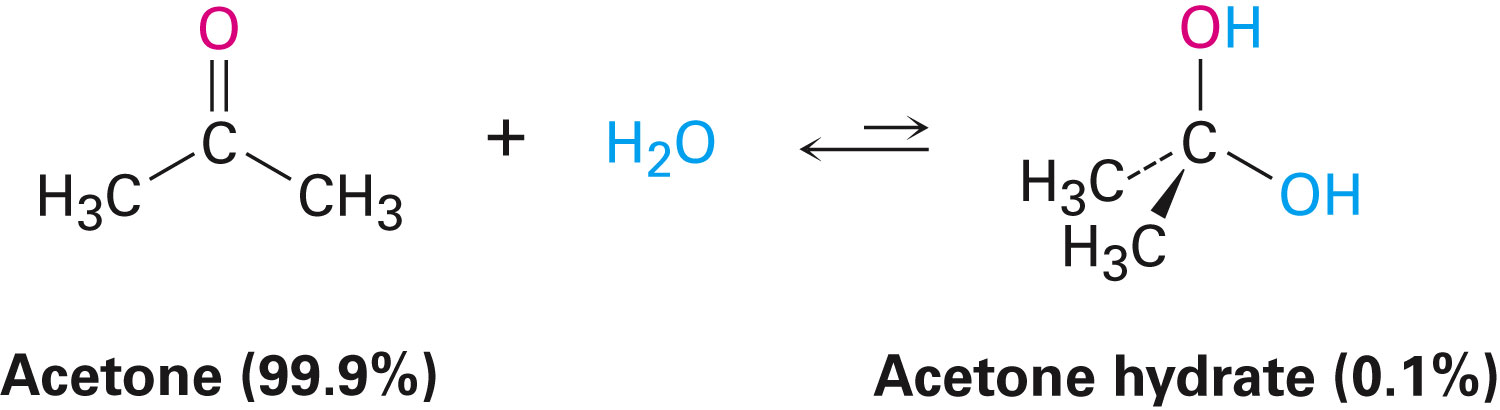 O OH
C + H₂O C
H₃C CH₃ H₃C OH
H₃C
Acetone (99.9%) Acetone hydrate (0.1%)